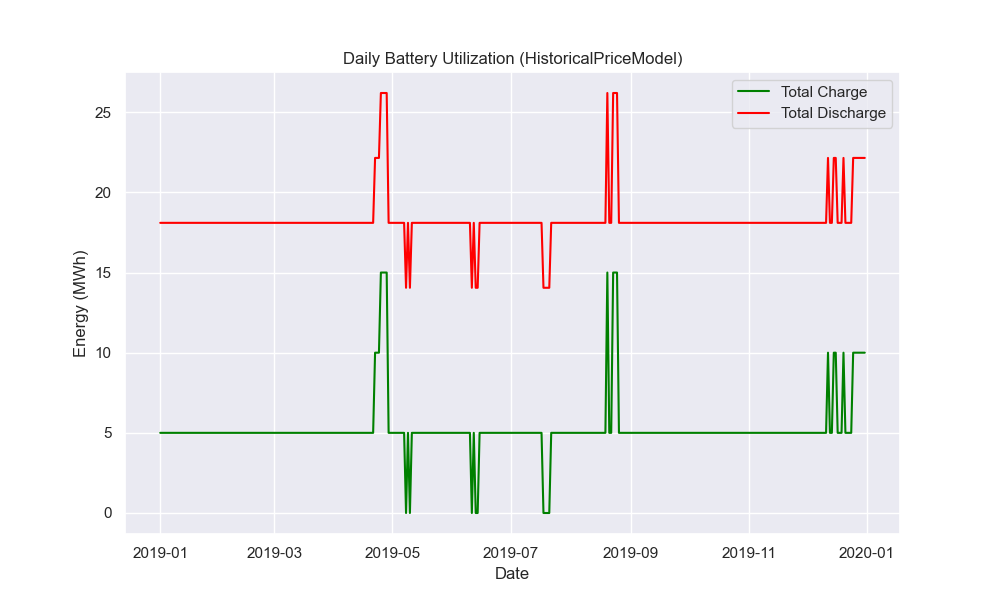 Daily Battery Utilization (HistoricalPriceModel)
Total Charge
Total Discharge
Energy (MWh)
25
20
15
10
5
0
2019-01 2019-03 2019-05 2019-07 2019-09 2019-11 2020-01
Date